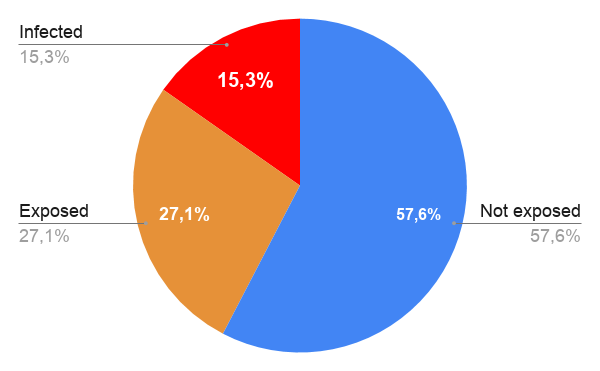 Infected
15,3%
15,3%
Exposed
27,1%
27,1%
57,6%
Not exposed
57,6%